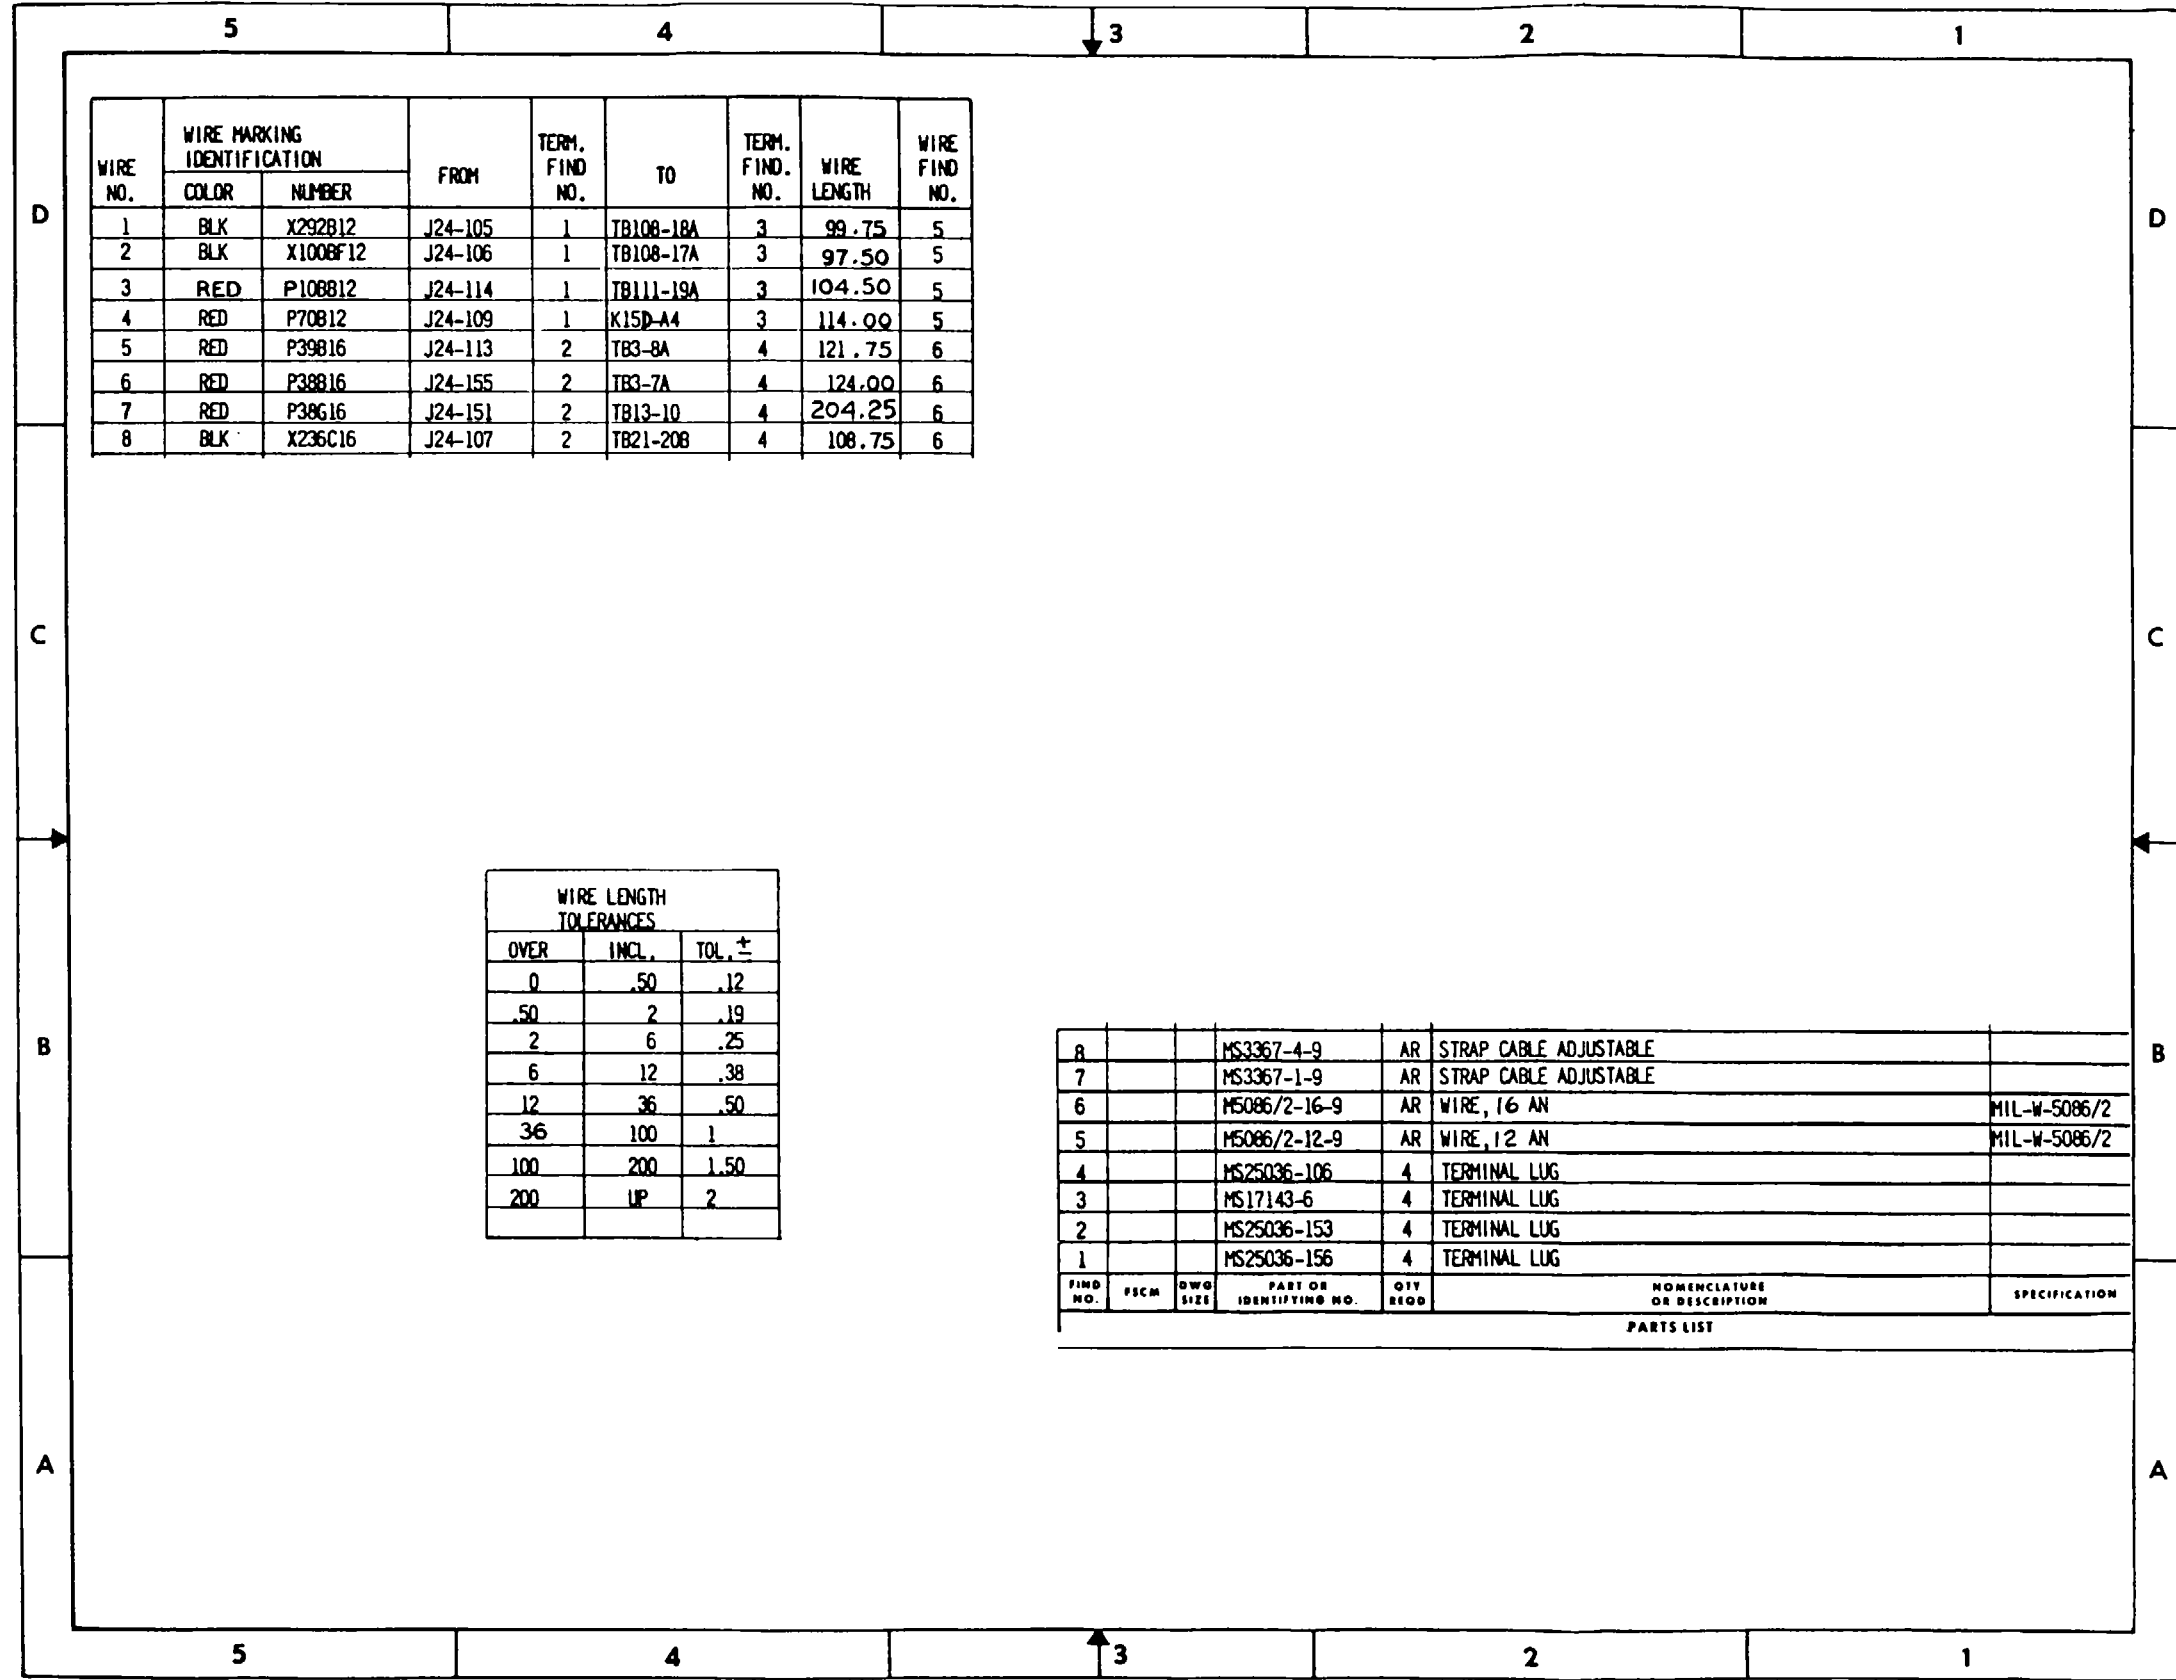 5 4 3 2 1
D D
C C
B B
A A
WIRE NO. WIRE MARKING IDENTIFICATION FROM TERM. FIND NO. TO TERM. FIND. NO. WIRE LENGTH WIRE FIND NO.
COLOR NUMBER
1 BLK X292B12 J24-105 1 TB108-18A 3 99.75 5
2 BLK X100BF12 J24-106 1 TB108-17A 3 97.50 5
3 RED P10BB12 J24-114 1 TB111-19A 3 104.50 5
4 RED P70B12 J24-109 1 K15D-A4 3 114.00 5
5 RED P39B16 J24-113 2 TB3-8A 4 121.75 6
6 RED P38B16 J24-155 2 TB3-7A 4 124.00 6
7 RED P38G16 J24-151 2 TB13-10 4 204.25 6
8 BLK X236C16 J24-107 2 TB21-20B 4 108.75 6
WIRE LENGTH
TOLERANCES
OVER INCL. TOL. ±
0 .50 .12
.50 2 .19
2 6 .25
6 12 .38
12 36 .50
36 100 1
100 200 1.50
200 UP 2
8 MS3367-4-9 AR STRAP CABLE ADJUSTABLE
7 MS3367-1-9 AR STRAP CABLE ADJUSTABLE
6 M5086/2-16-9 AR WIRE, 16 AN MIL-W-5086/2
5 M5086/2-12-9 AR WIRE, 12 AN MIL-W-5086/2
4 MS25036-106 4 TERMINAL LUG
3 MS17143-6 4 TERMINAL LUG
2 MS25036-153 4 TERMINAL LUG
1 MS25036-156 4 TERMINAL LUG
FIND NO. FSCM DWG SIZE PART OR IDENTIFYING NO. QTY REQD NOMENCLATURE OR DESCRIPTION SPECIFICATION
PARTS LIST
5 4 3 2 1